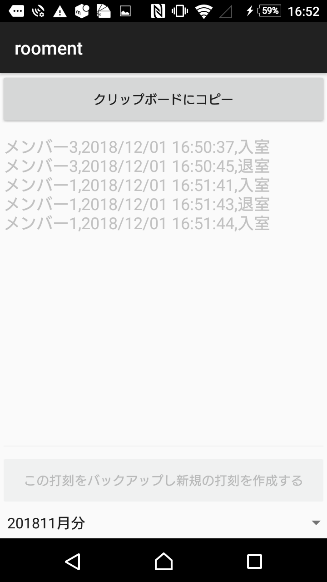 59% 16:52
rooment
クリップボードにコピー
メンバー3,2018/12/01 16:50:37,入室
メンバー3,2018/12/01 16:50:45,退室
メンバー1,2018/12/01 16:51:41,入室
メンバー1,2018/12/01 16:51:43,退室
メンバー1,2018/12/01 16:51:44,入室
この打刻をバックアップし新規の打刻を作成する
201811月分